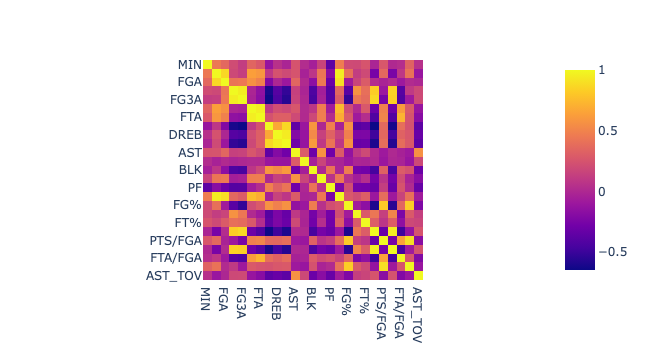 MIN
FGA
FG3A
FTA
DREB
AST
BLK
PF
FG%
FT%
PTS/FGA
FTA/FGA
AST_TOV
MIN
FGA
FG3A
FTA
DREB
AST
BLK
PF
FG%
FT%
PTS/FGA
FTA/FGA
AST_TOV
1
0.5
0
−0.5